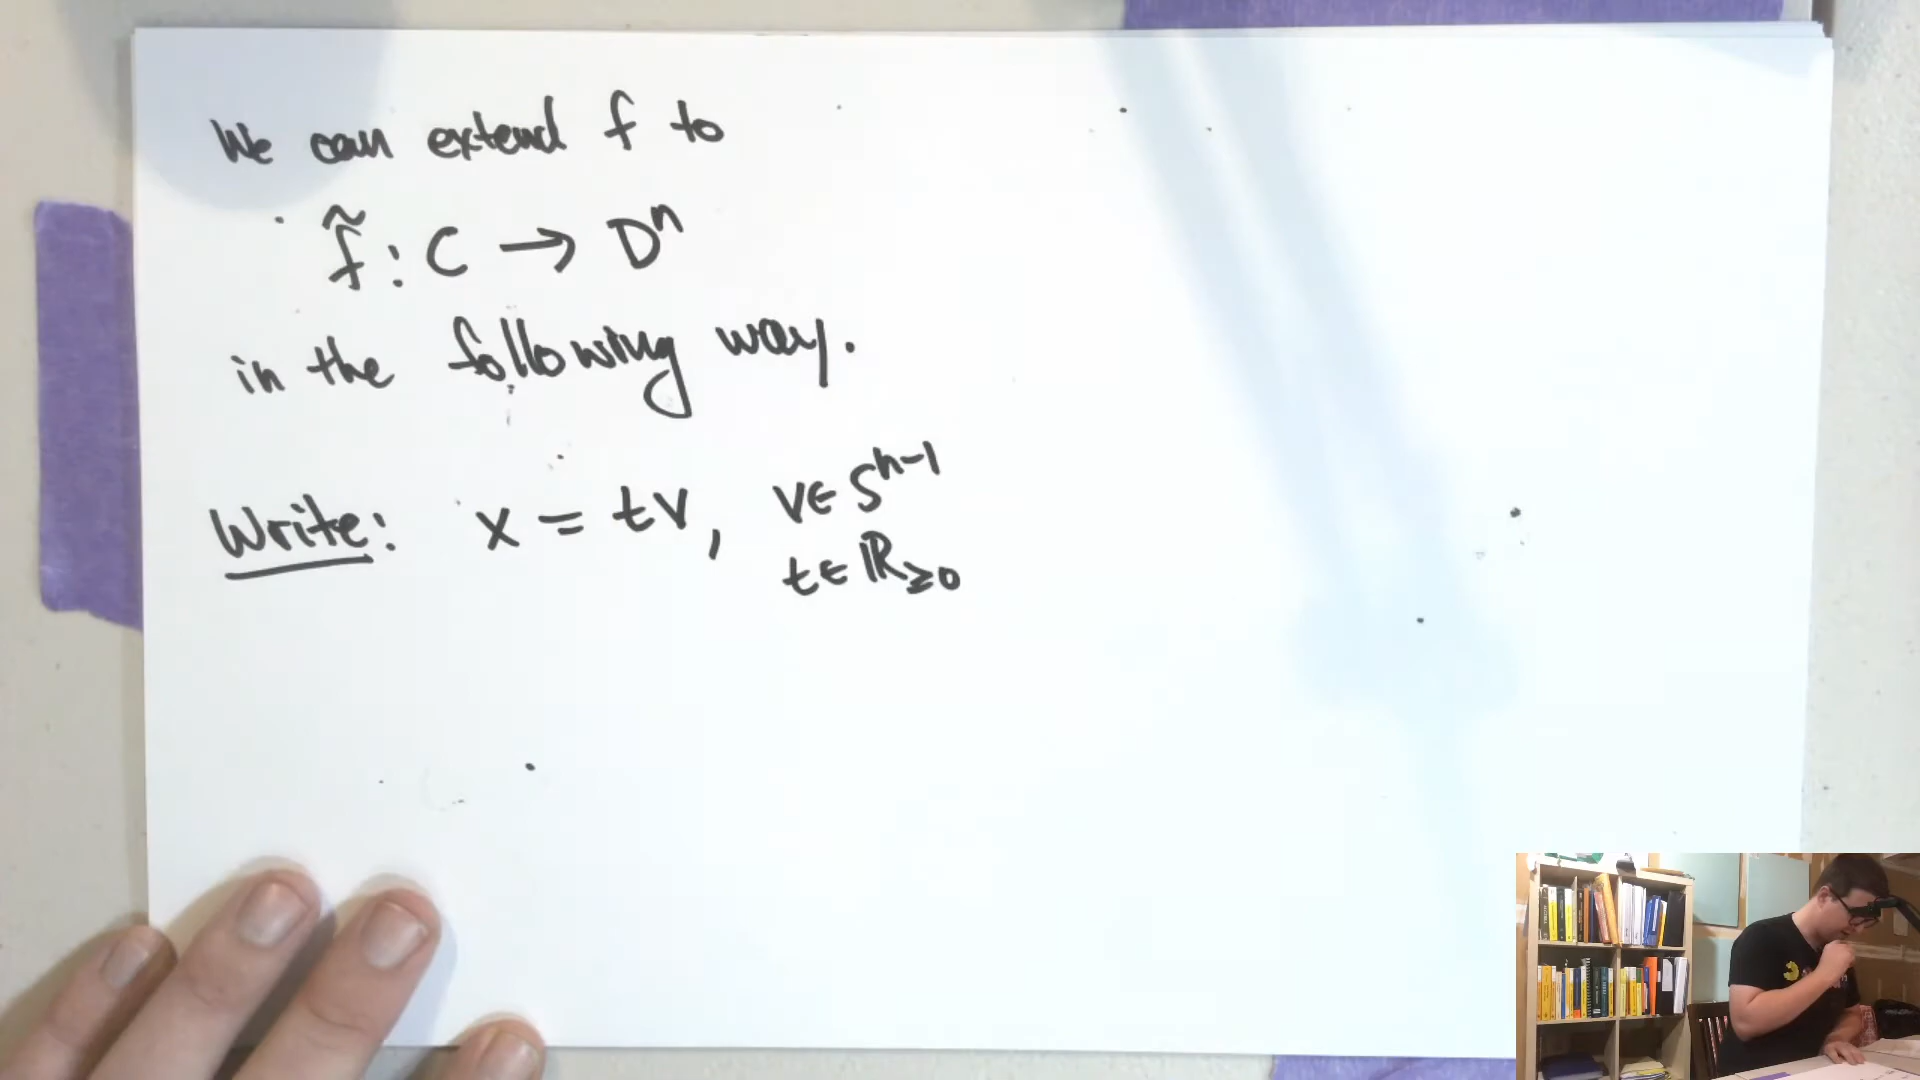 We can extend f to
f̃ : C → Dⁿ
in the following way.
Write: x = tv, v ∈ Sⁿ⁻¹
t ∈ ℝ≥0